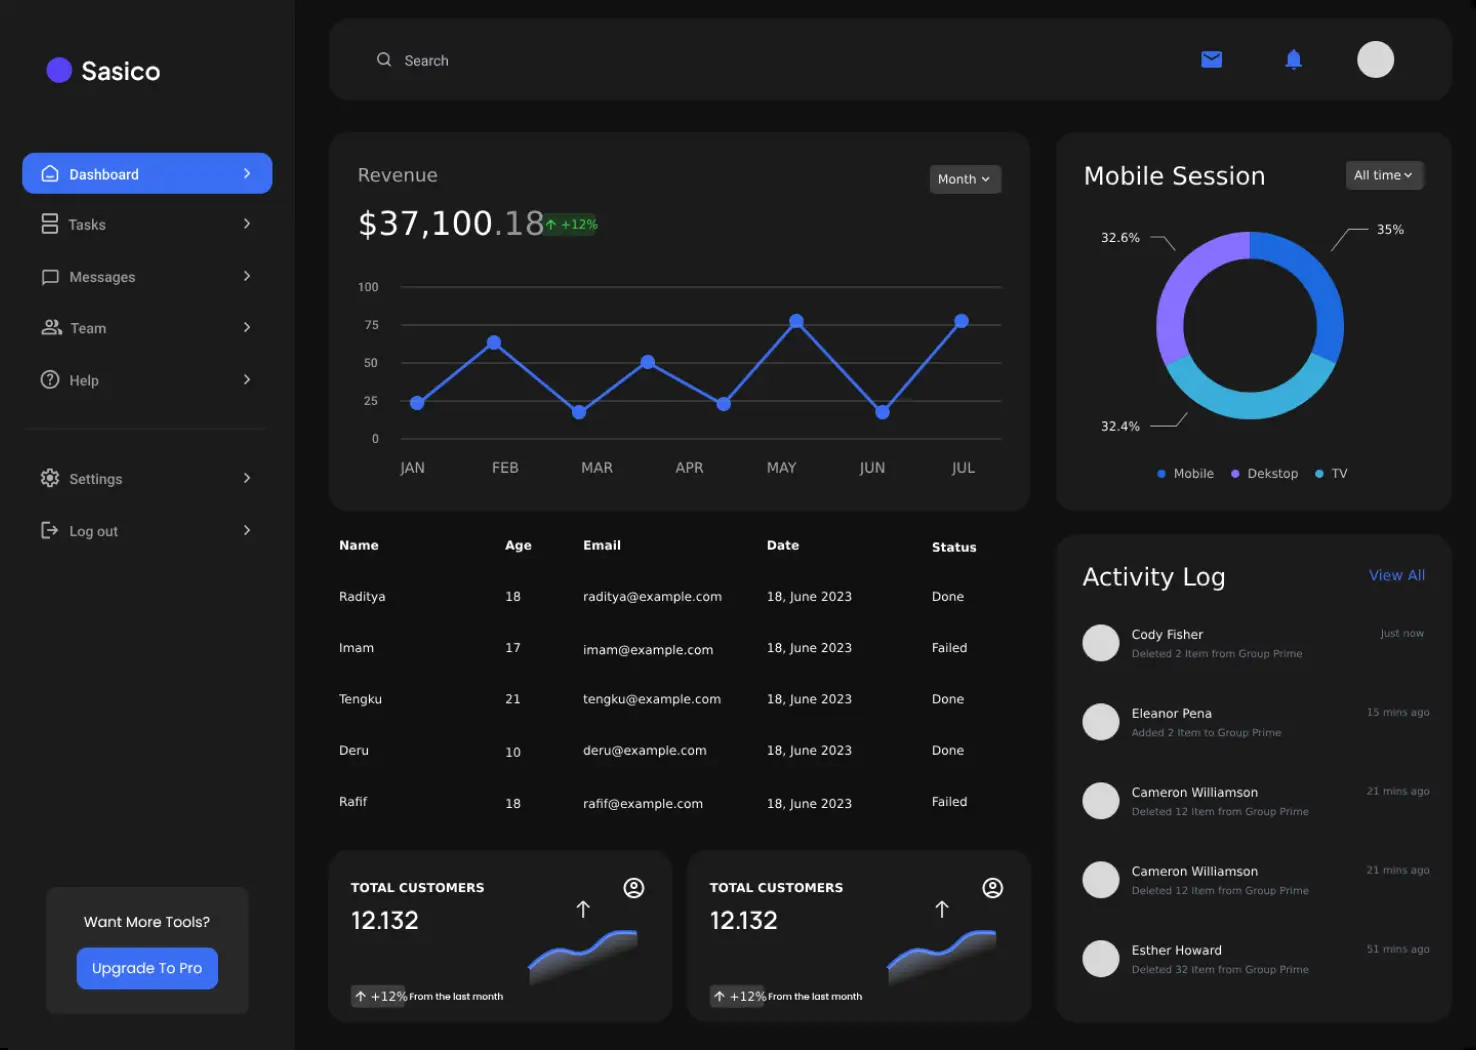 Sasico
Dashboard
Tasks
Messages
Team
Help
Settings
Log out
Want More Tools?
Upgrade To Pro
Search
Revenue
Month
$37,100.18 +12%
100
75
50
25
0
JAN FEB MAR APR MAY JUN JUL
Mobile Session
All time
32.6%
35%
32.4%
Mobile Dekstop TV
Name Age Email Date Status
Raditya 18 raditya@example.com 18, June 2023 Done
Imam 17 imam@example.com 18, June 2023 Failed
Tengku 21 tengku@example.com 18, June 2023 Done
Deru 10 deru@example.com 18, June 2023 Done
Rafif 18 rafif@example.com 18, June 2023 Failed
Activity Log
View All
Cody Fisher Just now
Deleted 2 Item from Group Prime
Eleanor Pena 15 mins ago
Added 2 Item to Group Prime
Cameron Williamson 21 mins ago
Deleted 12 Item from Group Prime
Cameron Williamson 21 mins ago
Deleted 12 Item from Group Prime
Esther Howard 51 mins ago
Deleted 32 Item from Group Prime
TOTAL CUSTOMERS
12.132
+12% From the last month
TOTAL CUSTOMERS
12.132
+12% From the last month